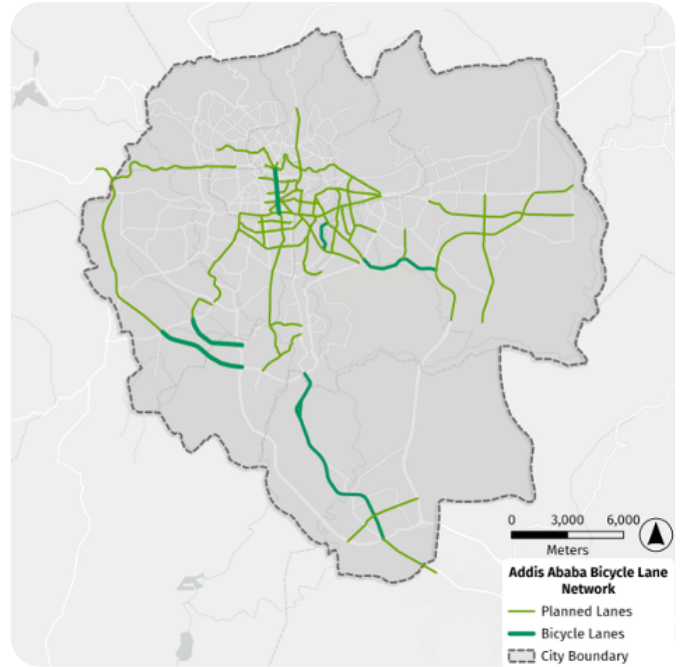 0 3,000 6,000
Meters
Addis Ababa Bicycle Lane
Network
Planned Lanes
Bicycle Lanes
City Boundary